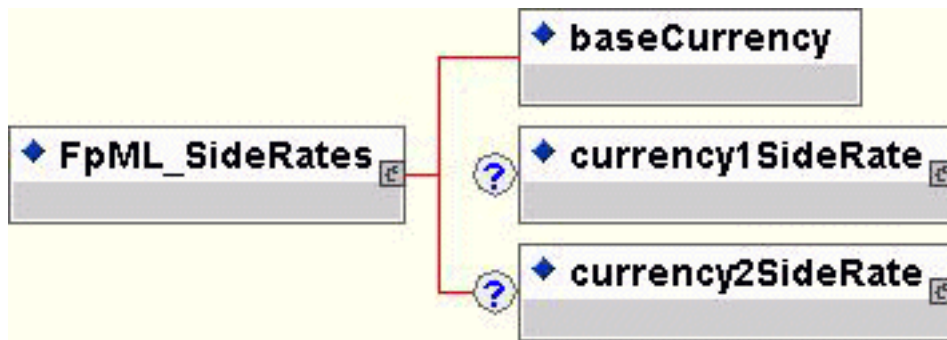 baseCurrency
FpML_SideRates
? currency1SideRate
? currency2SideRate